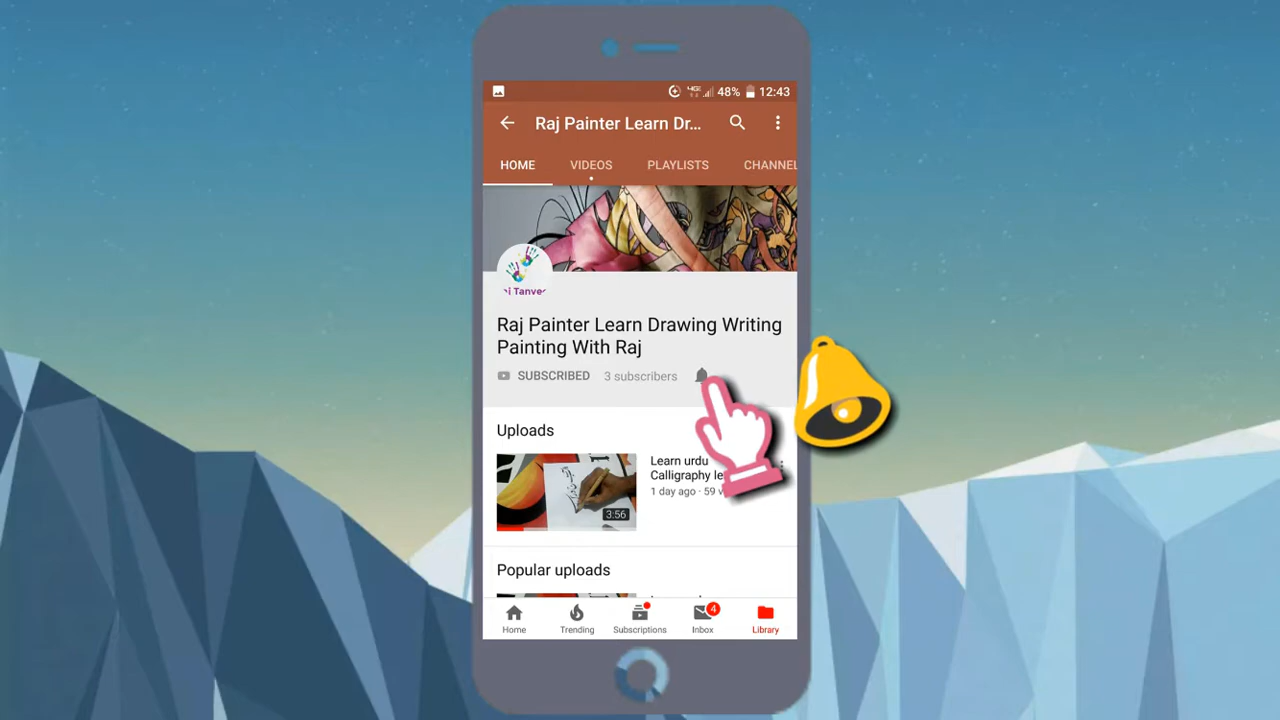 48% 12:43
Raj Painter Learn Dr...
HOME VIDEOS PLAYLISTS CHANNEL
Raj Painter Learn Drawing Writing
Painting With Raj
SUBSCRIBED 3 subscribers
Uploads
Learn urdu
Calligraphy
1 day ago · 59
3:56
Popular uploads
4
Home Trending Subscriptions Inbox Library